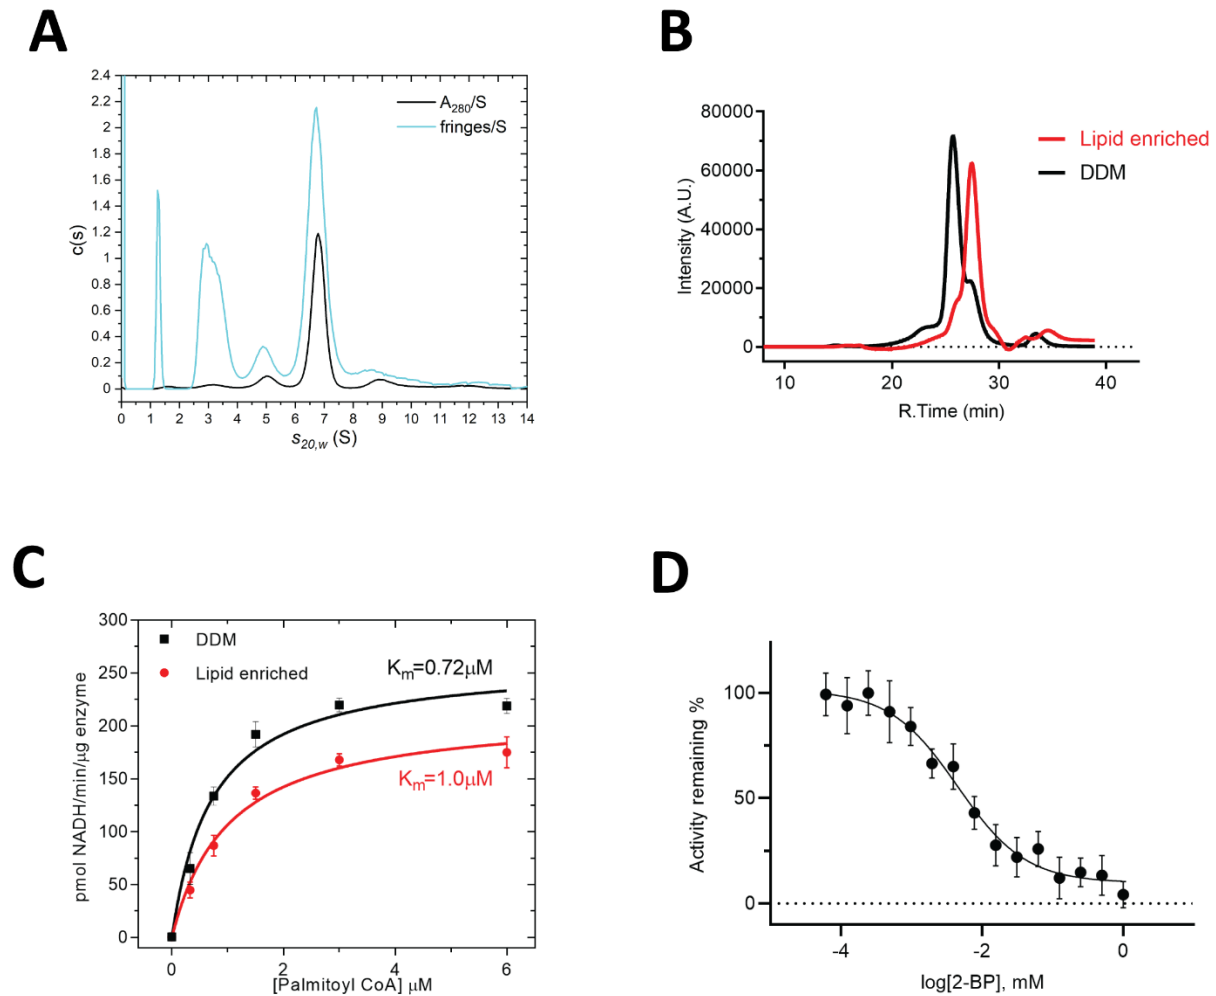 A
2.4
2.2
2
1.8
1.6
1.4
1.2
1
0.8
0.6
0.4
0.2
0
c(s)
A280/S
fringes/S
0 1 2 3 4 5 6 7 8 9 10 11 12 13 14
s20,w (S)
B
80000
60000
40000
20000
0
Intensity (A.U.)
Lipid enriched
DDM
10 20 30 40
R.Time (min)
C
300
250
200
150
100
50
0
pmol NADH/min/μg enzyme
DDM
Lipid enriched
Km=0.72μM
Km=1.0μM
0 2 4 6
[Palmitoyl CoA] μM
D
100
50
0
Activity remaining %
-4 -2 0
log[2-BP], mM